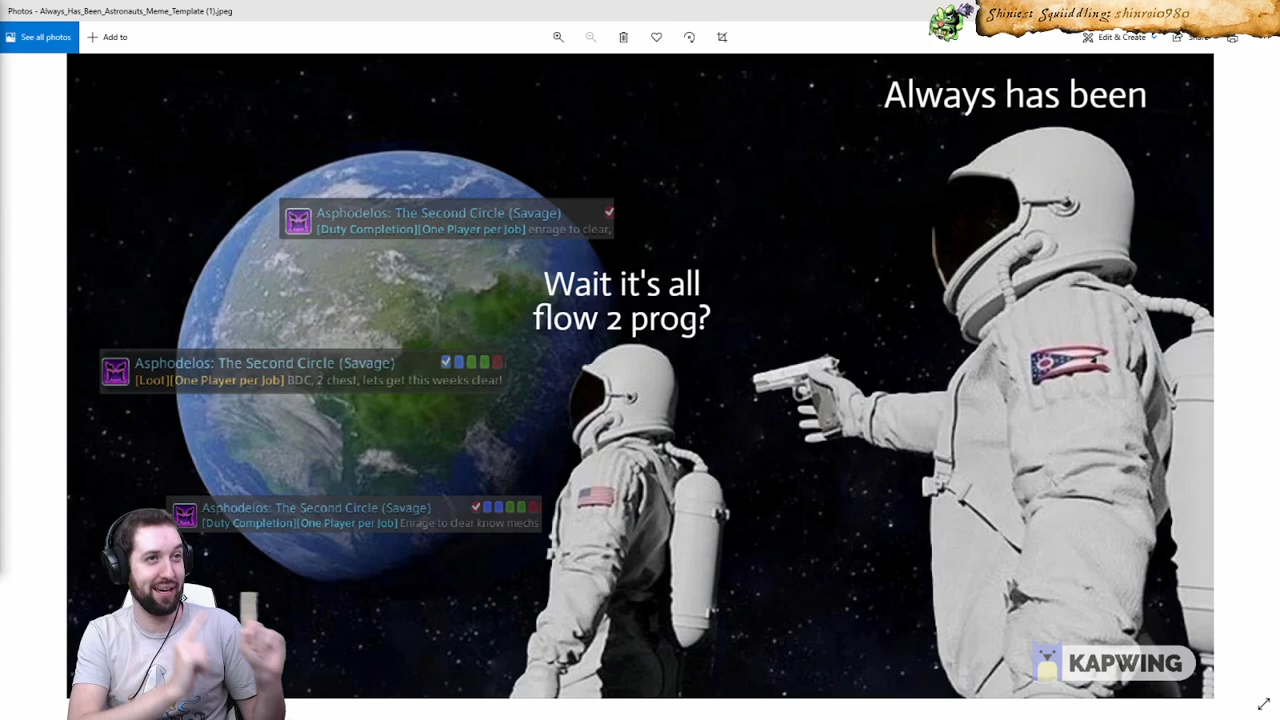 Photos - Always_Has_Been_Astronauts_Meme_Template (1).jpeg
Shiniest Squiddling: shinroi0980
See all photos
Add to
Edit & Create
Always has been
Asphodelos: The Second Circle (Savage)
[Duty Completion][One Player per Job] enrage to clear,
Wait it's all
flow 2 prog?
Asphodelos: The Second Circle (Savage)
[Loot][One Player per Job] BDC, 2 chest, lets get this weeks clear!
Asphodelos: The Second Circle (Savage)
[Duty Completion][One Player per Job] Enrage to clear know mechs
KAPWING